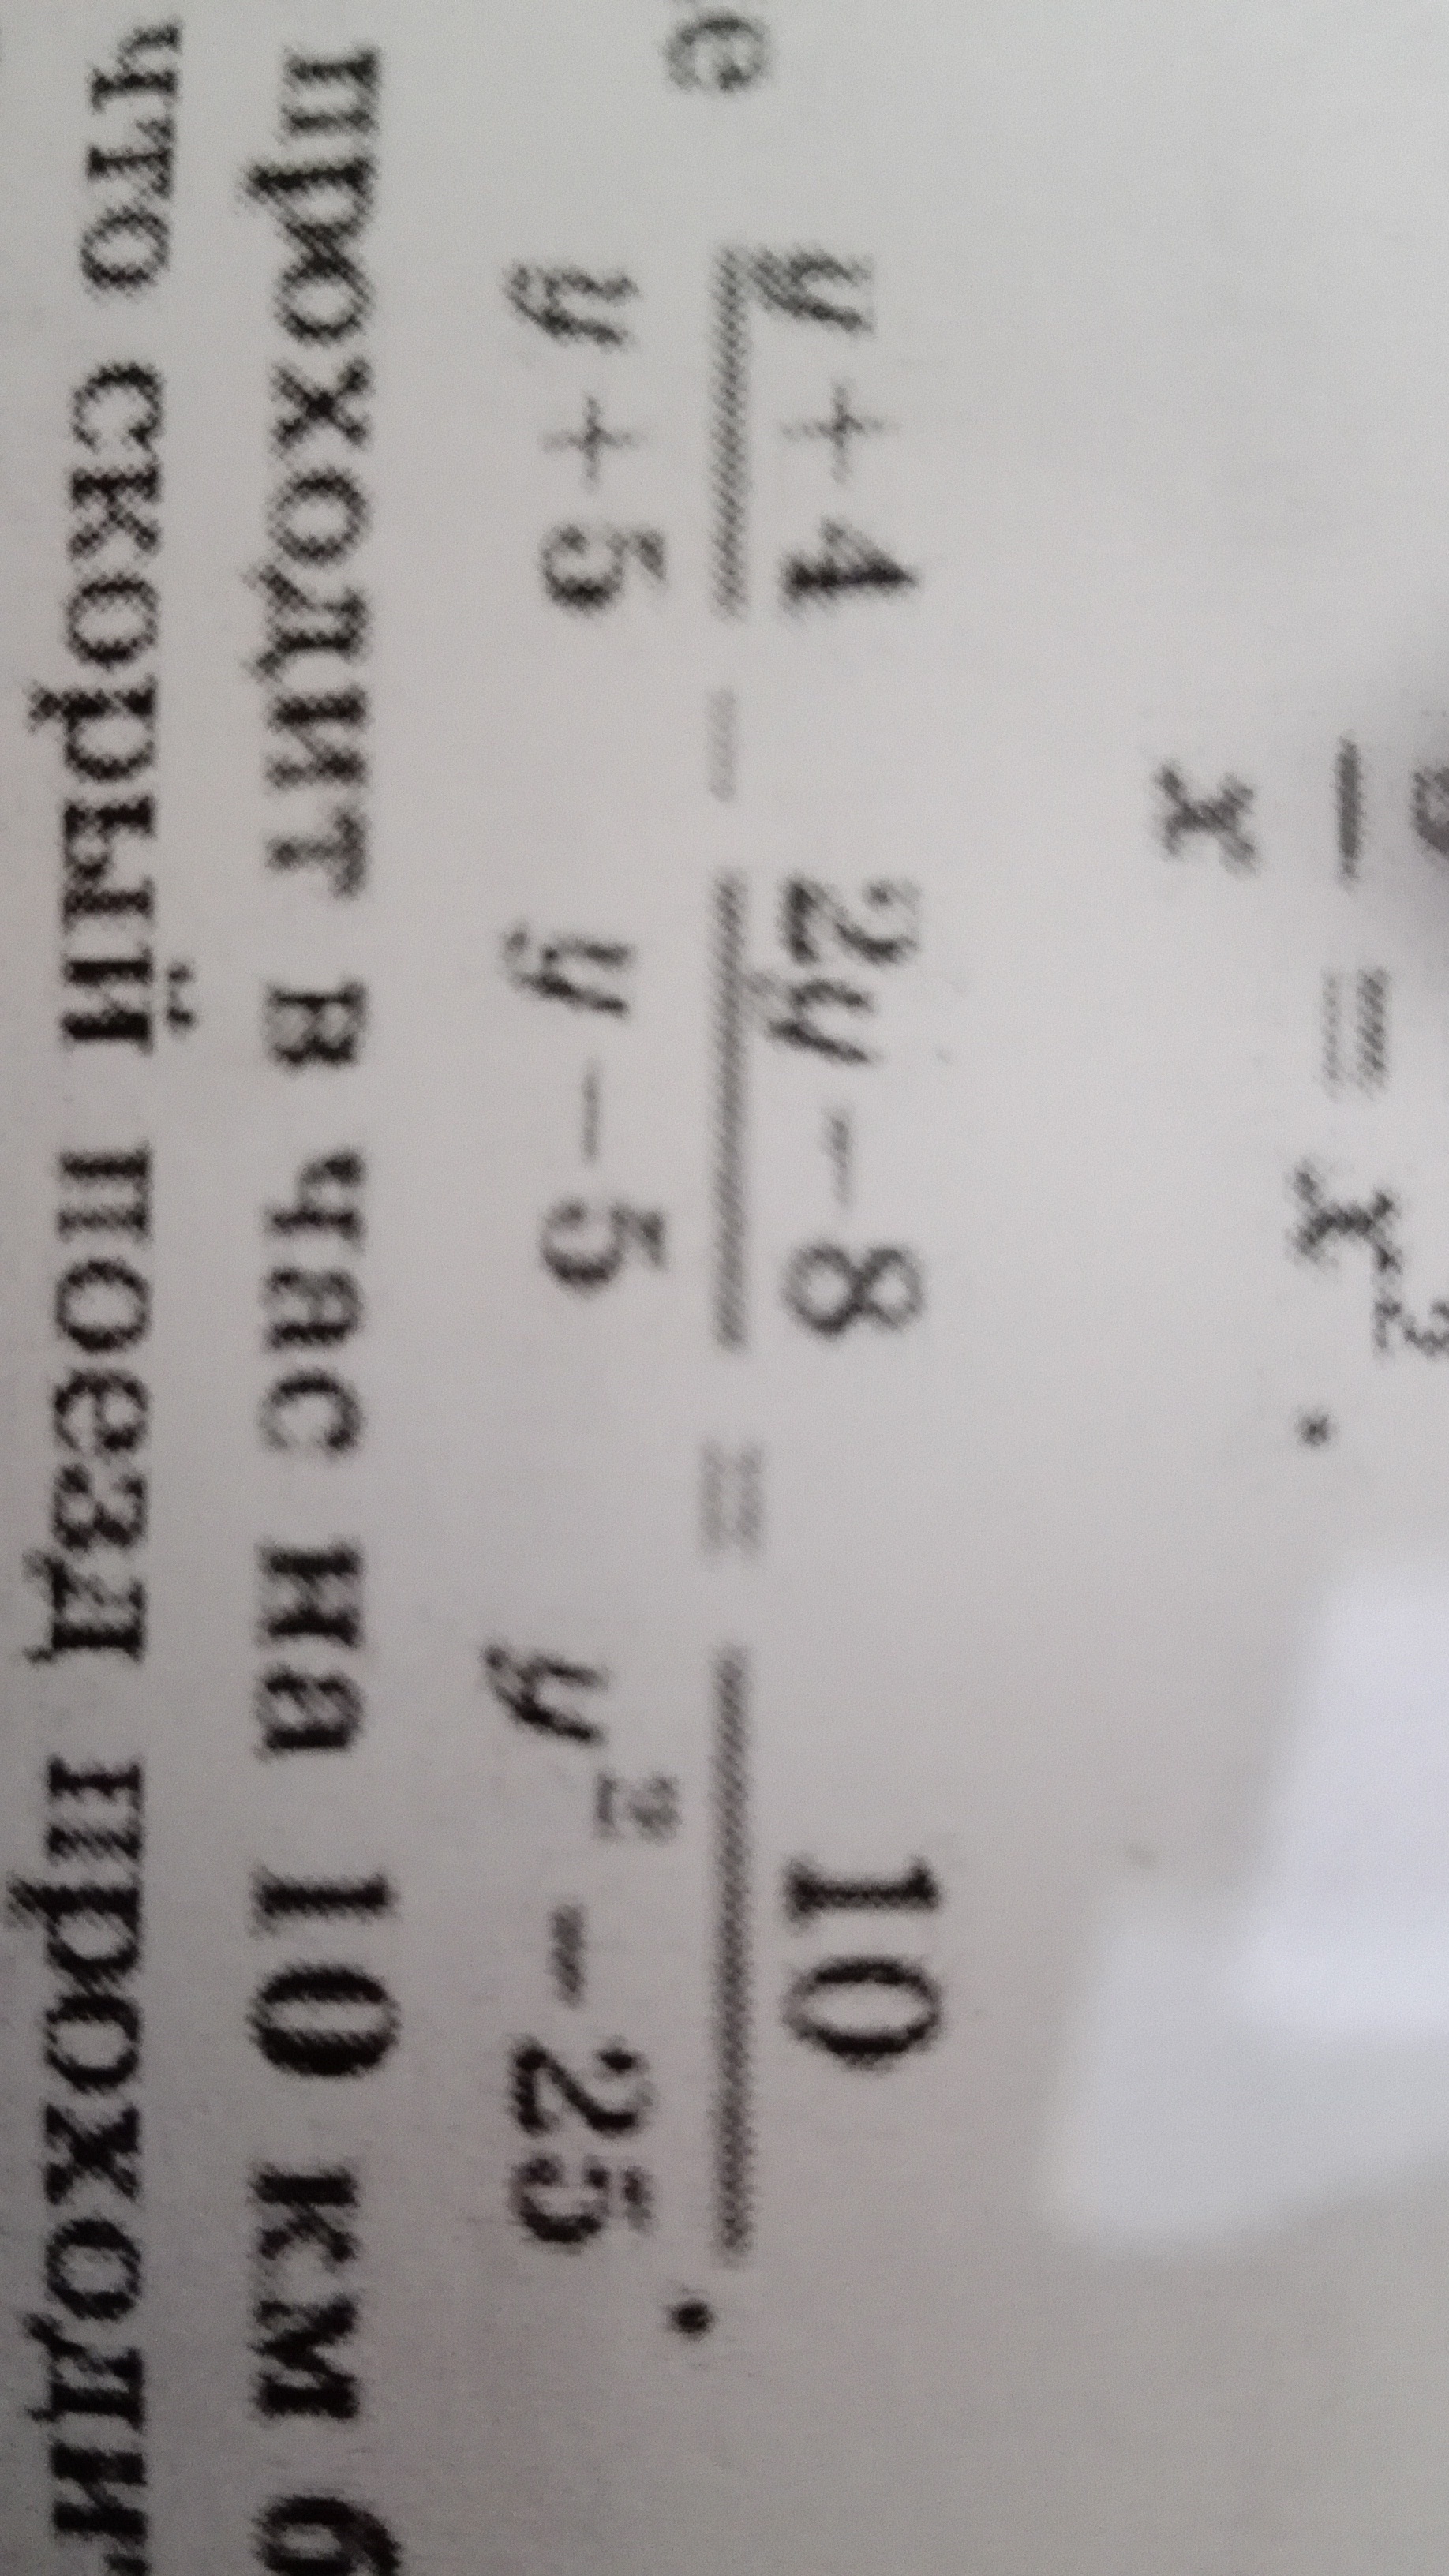 x = x²
y + 4 / y + 5 − 2y − 8 / y − 5 = 10 / y² − 25 .
проходит в час на 10 км
что скорый поезд проходит